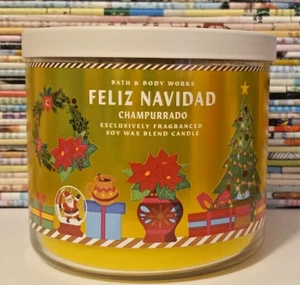 BATH & BODY WORKS
FELIZ NAVIDAD
CHAMPURRADO
EXCLUSIVELY FRAGRANCED
SOY WAX BLEND CANDLE